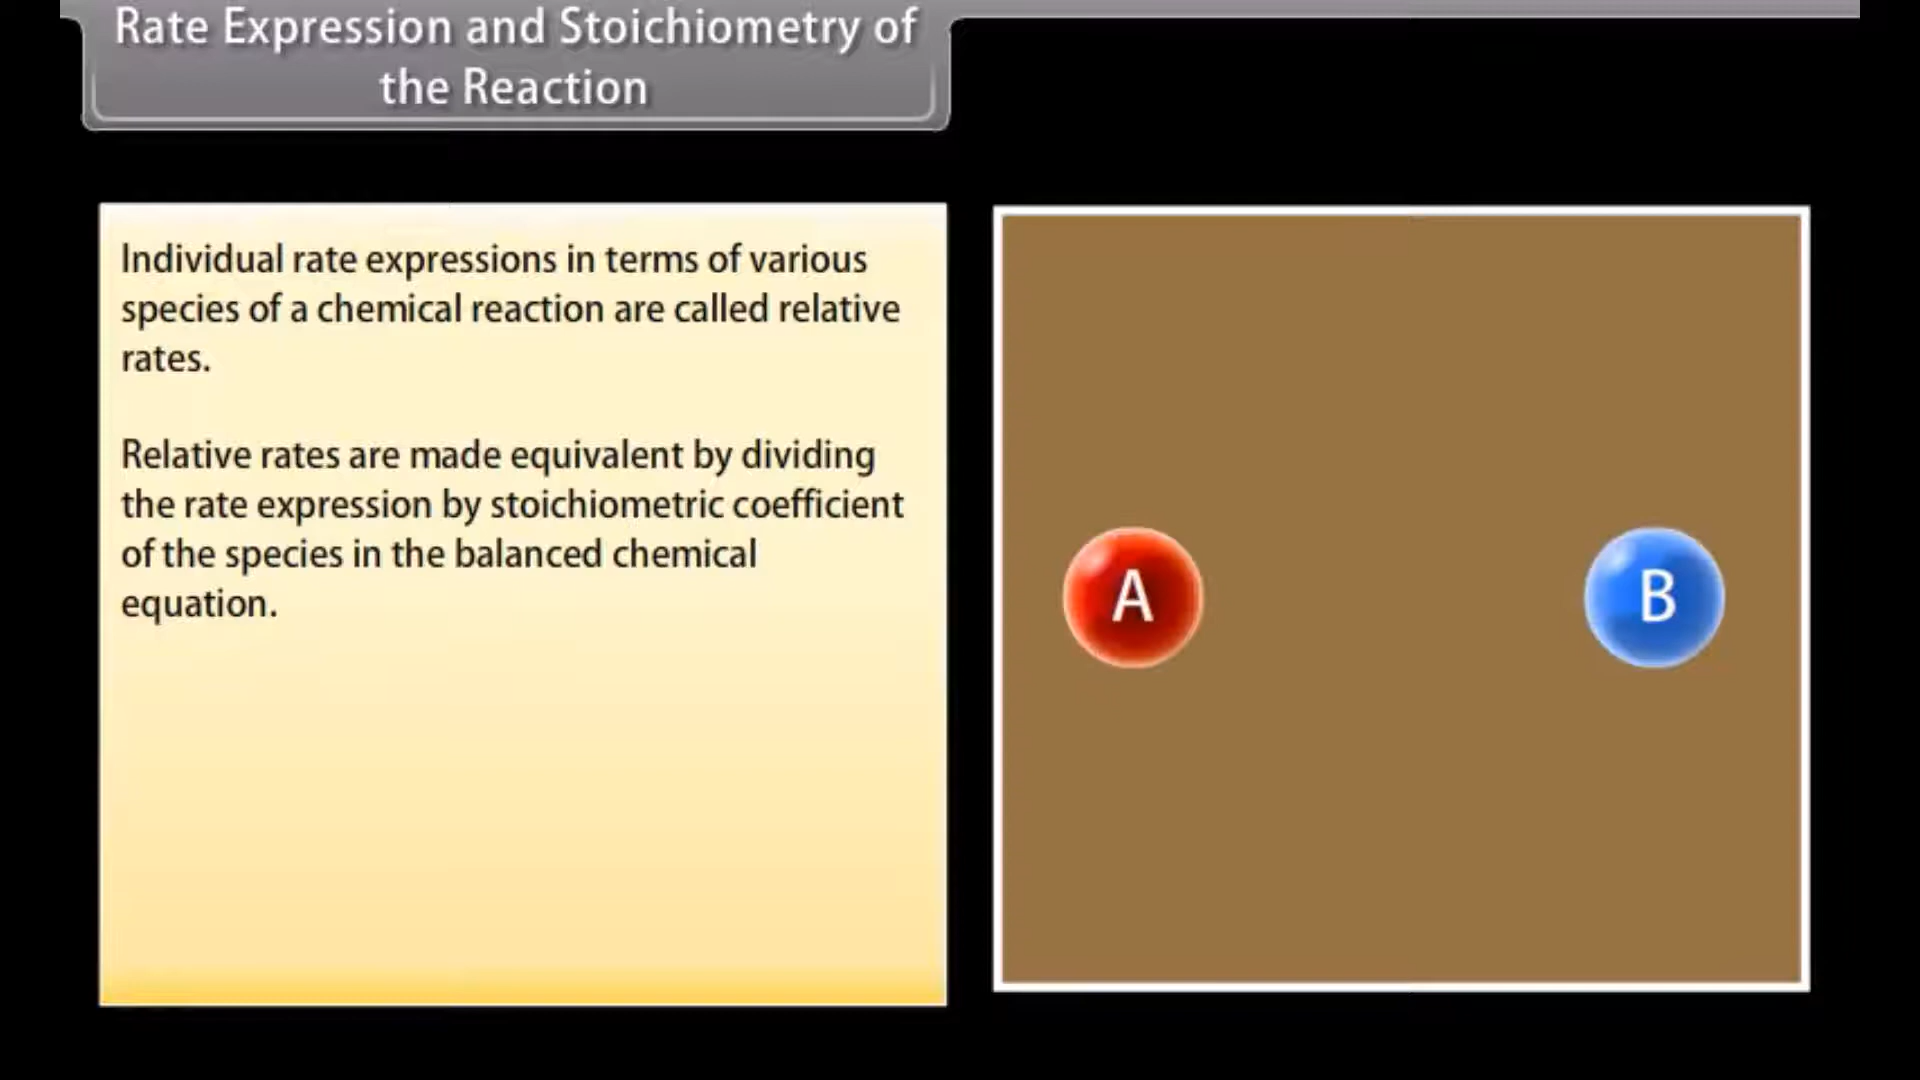 Rate Expression and Stoichiometry of
the Reaction
Individual rate expressions in terms of various
species of a chemical reaction are called relative
rates.
Relative rates are made equivalent by dividing
the rate expression by stoichiometric coefficient
of the species in the balanced chemical
equation.
A
B